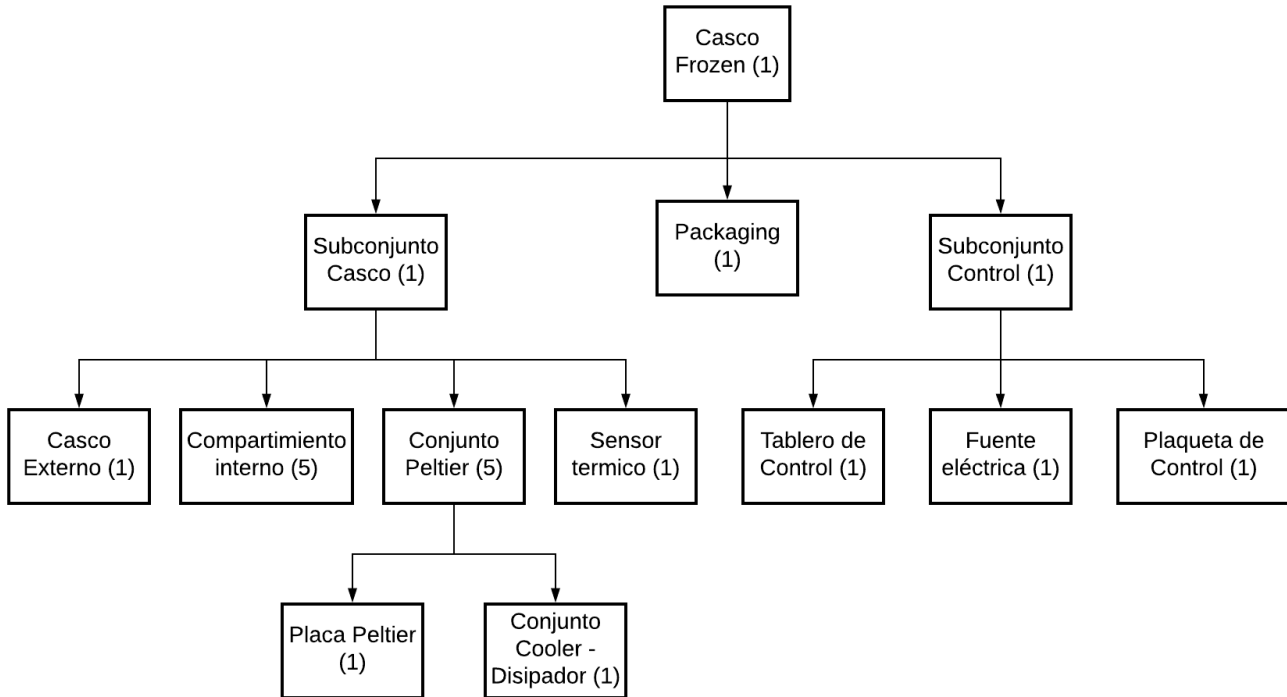 Casco
Frozen (1)
Subconjunto
Casco (1)
Packaging
(1)
Subconjunto
Control (1)
Casco
Externo (1)
Compartimiento
interno (5)
Conjunto
Peltier (5)
Sensor
termico (1)
Tablero de
Control (1)
Fuente
eléctrica (1)
Plaqueta de
Control (1)
Placa Peltier
(1)
Conjunto
Cooler -
Disipador (1)